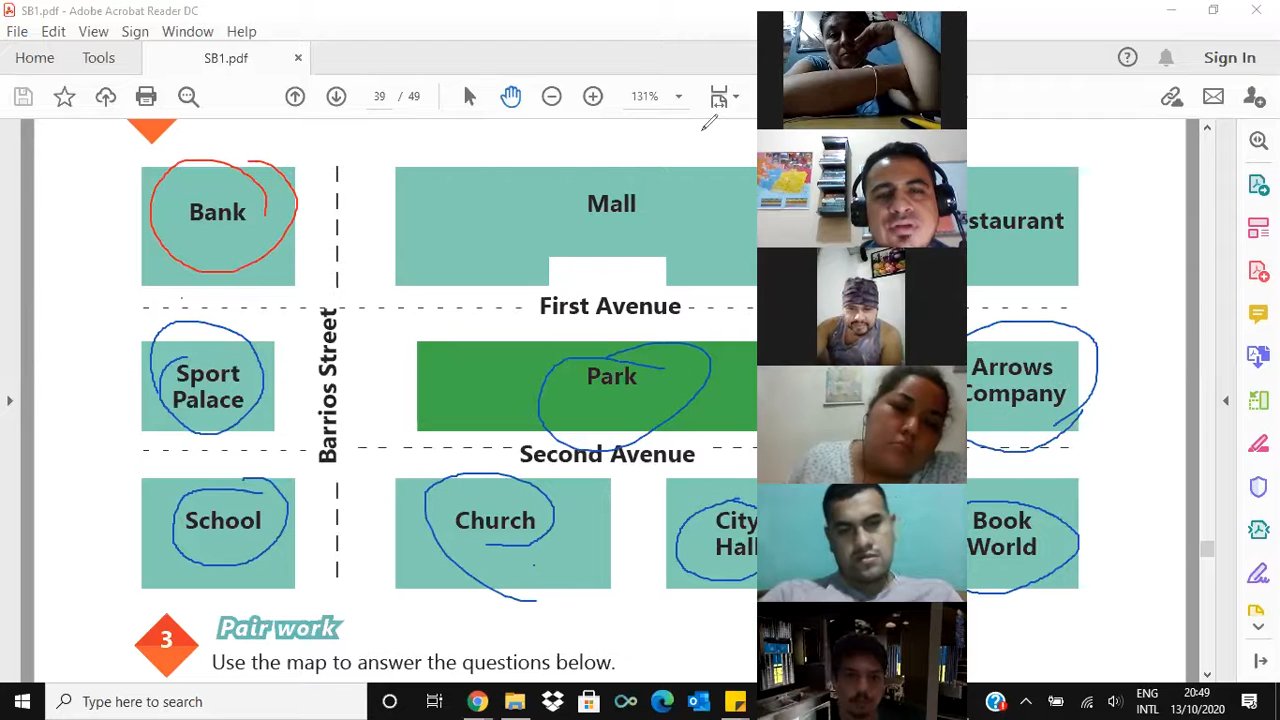 SB1.pdf - Adobe Acrobat Reader DC
File Edit View Sign Window Help
Home Tools SB1.pdf × Sign In
39 / 49 131%
Bank
Mall
staurant
First Avenue
Sport
Palace
Barrios Street
Park
Arrows
Company
Second Avenue
School
Church
City
Hall
Book
World
3 Pair work
Use the map to answer the questions below.
Type here to search
ENG
INTL
20:49
13/10/2020